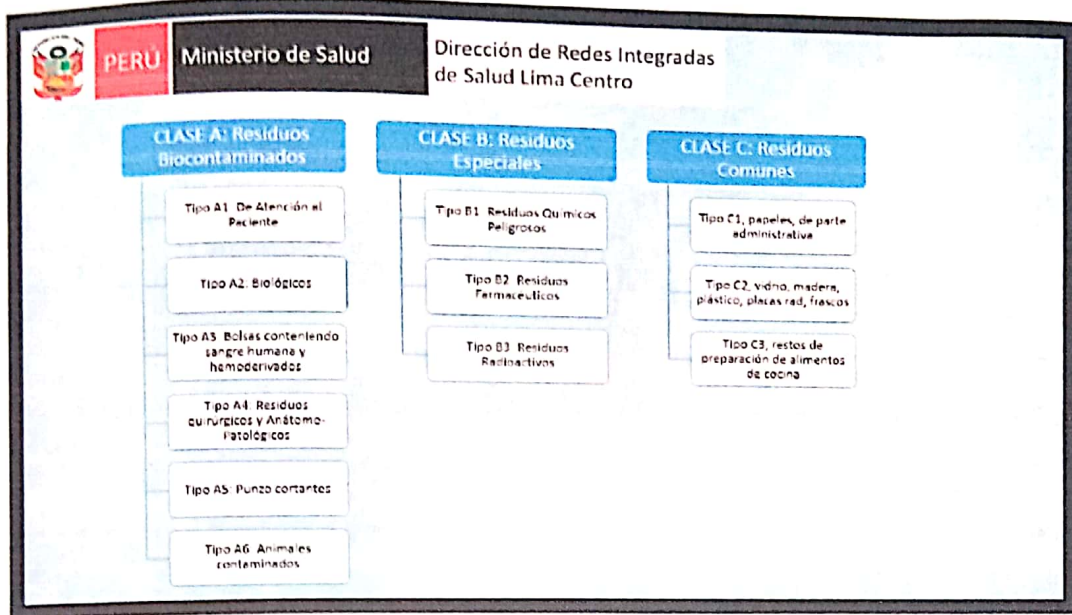 PERÚ
Ministerio de Salud
Dirección de Redes Integradas
de Salud Lima Centro
CLASE A: Residuos
Biocontaminados
Tipo A1. De Atención al
Paciente
Tipo A2. Biológicos
Tipo A3. Bolsas conteniendo
sangre humana y
hemoderivados
Tipo A4. Residuos
quirúrgicos y Anátomo-
Patológicos
Tipo A5: Punzo cortantes
Tipo A6. Animales
contaminados
CLASE B: Residuos
Especiales
Tipo B1. Residuos Químicos
Peligrosos
Tipo B2. Residuos
Farmaceuticos
Tipo B3. Residuos
Radioactivos
CLASE C: Residuos
Comunes
Tipo C1, papeles, de parte
administrativa
Tipo C2, vidrio, madera,
plástico, placas rad, frascos
Tipo C3, restos de
preparación de alimentos
de cocina